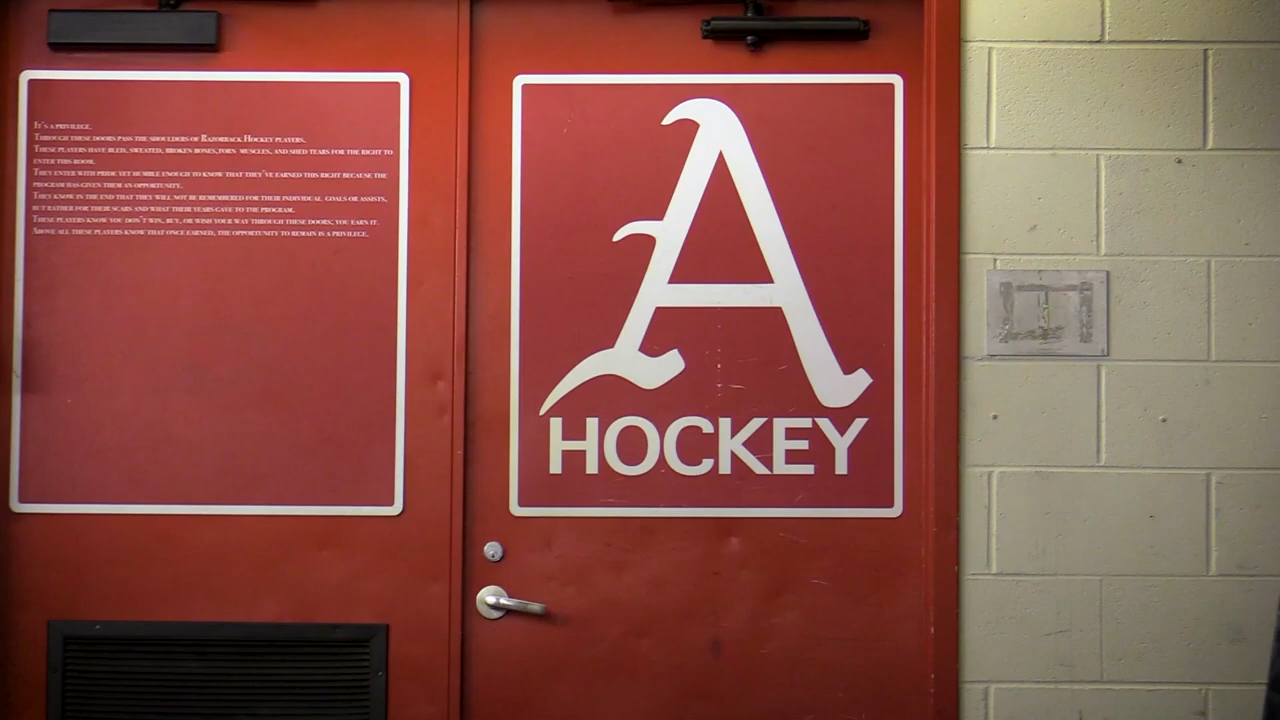 It's a privilege.
Through these doors pass the shoulders of Razorback Hockey players.
These players have bled, sweated, broken bones,torn muscles, and shed tears for the right to
enter this room.
They enter with pride yet humble enough to know that they've earned this right because the
program has given them an opportunity.
They know in the end that they will not be remembered for their individual goals or assists,
but rather for their scars and what their years gave to the program.
These players know you don't win, buy, or wish your way through these doors; you earn it.
Above all these players know that once earned, the opportunity to remain is a privilege.
A
HOCKEY